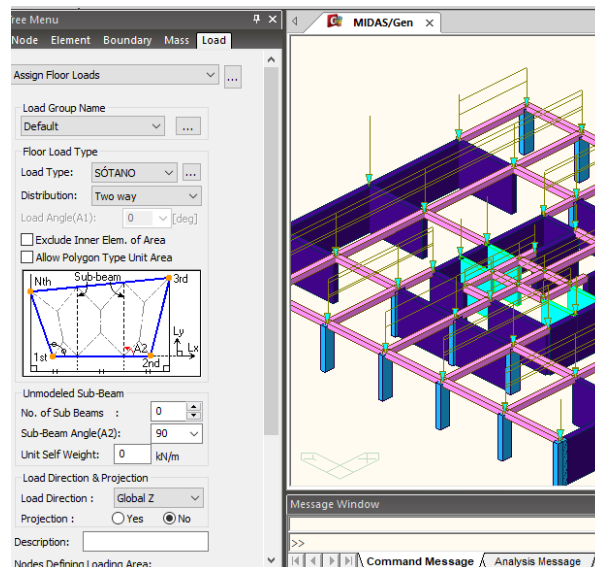 ree Menu
Node Element Boundary Mass Load
Assign Floor Loads
...
Load Group Name
Default
...
Floor Load Type
Load Type: SÓTANO
...
Distribution: Two way
Load Angle(A1): 0 [deg]
Exclude Inner Elem. of Area
Allow Polygon Type Unit Area
Nth Sub-beam 3rd
Ly
A2 Lx
1st 2nd
Unmodeled Sub-Beam
No. of Sub Beams : 0
Sub-Beam Angle(A2): 90
Unit Self Weight: 0 kN/m
Load Direction & Projection
Load Direction : Global Z
Projection : Yes No
Description:
Nodes Defining Loading Area:
MIDAS/Gen
Message Window
>>
Command Message Analysis Message